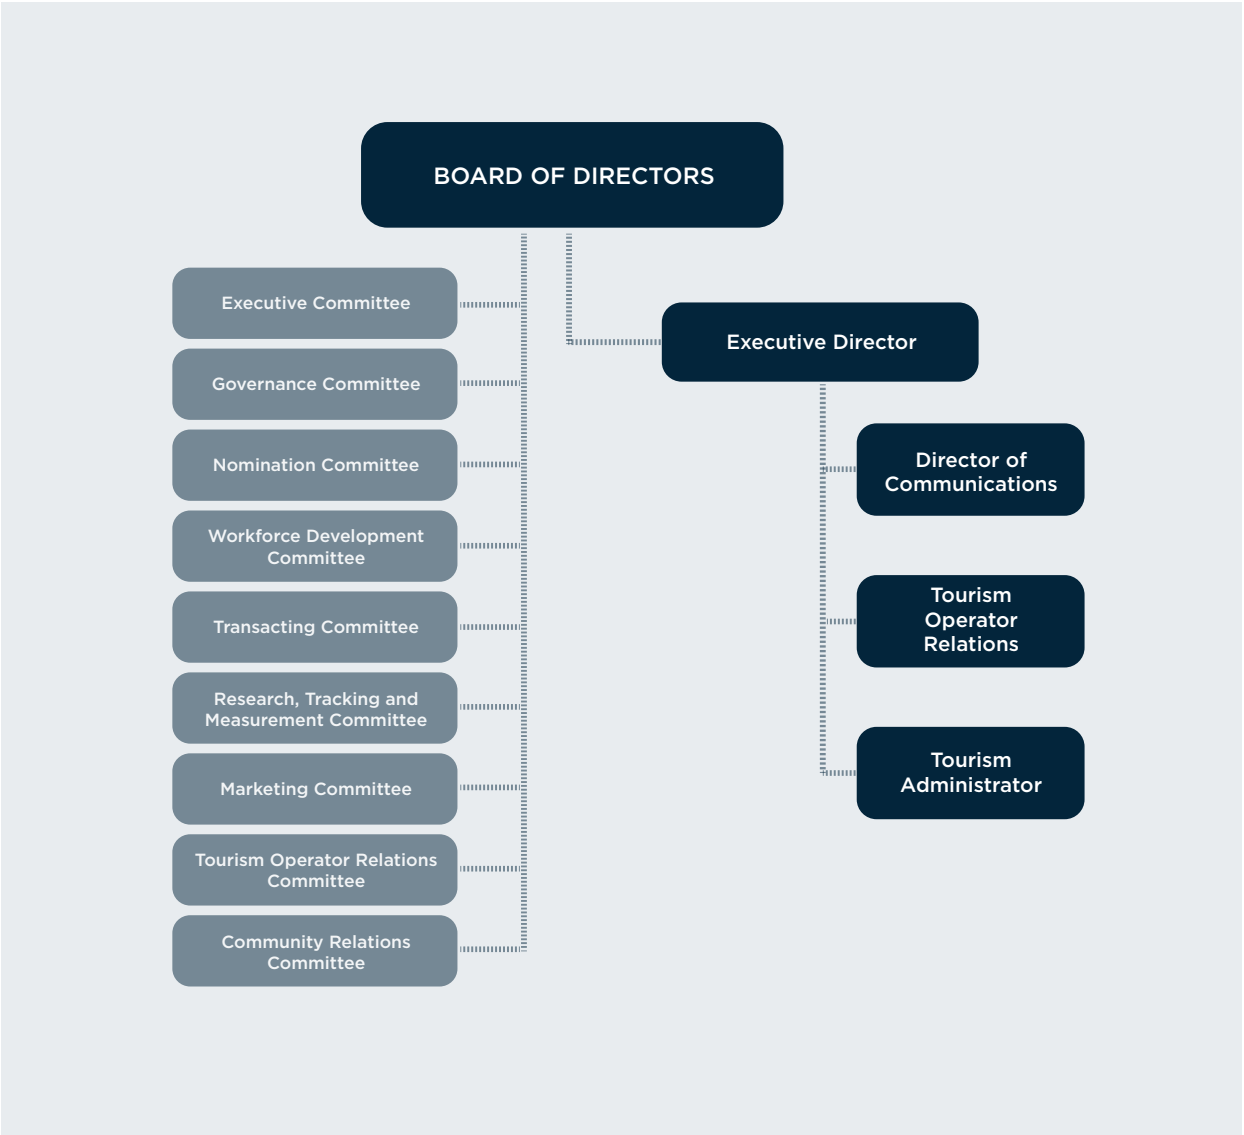 BOARD OF DIRECTORS
Executive Committee
Governance Committee
Nomination Committee
Workforce Development
Committee
Transacting Committee
Research, Tracking and
Measurement Committee
Marketing Committee
Tourism Operator Relations
Committee
Community Relations
Committee
Executive Director
Director of
Communications
Tourism
Operator
Relations
Tourism
Administrator